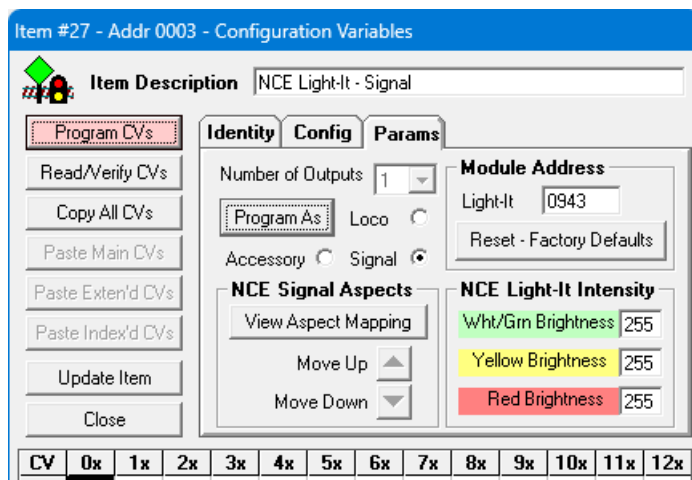 Item #27 - Addr 0003 - Configuration Variables
Item Description NCE Light-It - Signal
Program CVs
Read/Verify CVs
Copy All CVs
Paste Main CVs
Paste Exten'd CVs
Paste Index'd CVs
Update Item
Close
Identity Config Params
Number of Outputs 1
Program As Loco
Accessory Signal
Module Address
Light-It 0943
Reset - Factory Defaults
NCE Signal Aspects
View Aspect Mapping
Move Up
Move Down
NCE Light-It Intensity
Wht/Grn Brightness 255
Yellow Brightness 255
Red Brightness 255
CV 0x 1x 2x 3x 4x 5x 6x 7x 8x 9x 10x 11x 12x